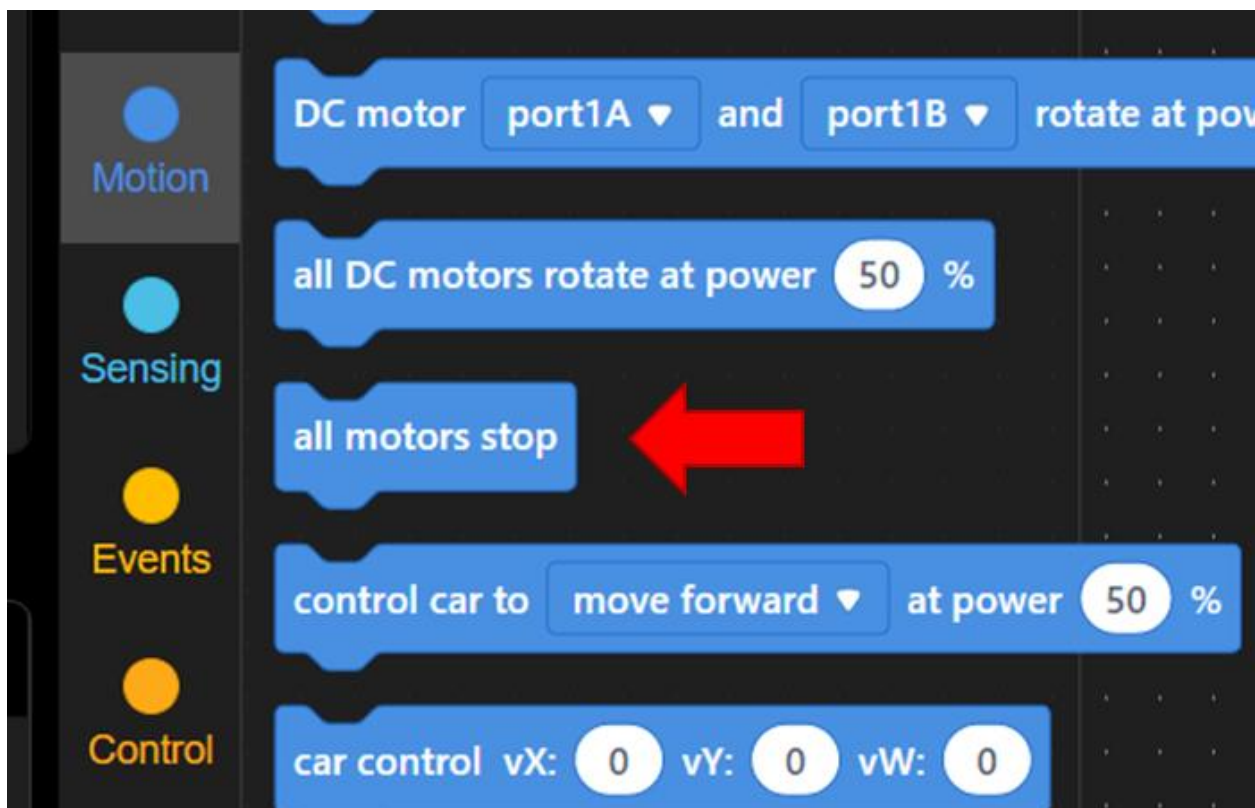 DC motor port1A and port1B rotate at
Motion
all DC motors rotate at power 50 %
Sensing
all motors stop
Events
control car to move forward at power 50 %
Control
car control vX: 0 vY: 0 vW: 0